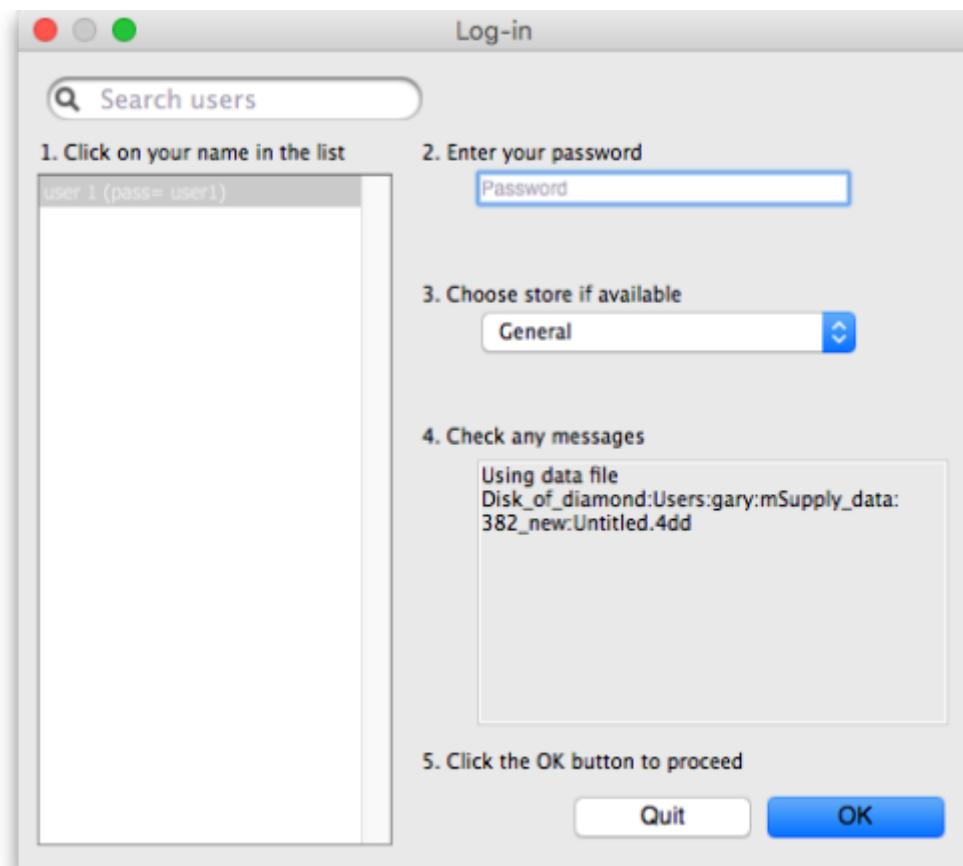 Log-in
Search users
1. Click on your name in the list
user 1 (pass= user1)
2. Enter your password
Password
3. Choose store if available
General
4. Check any messages
Using data file
Disk_of_diamond:Users:gary:mSupply_data:
382_new:Untitled.4dd
5. Click the OK button to proceed
Quit
OK